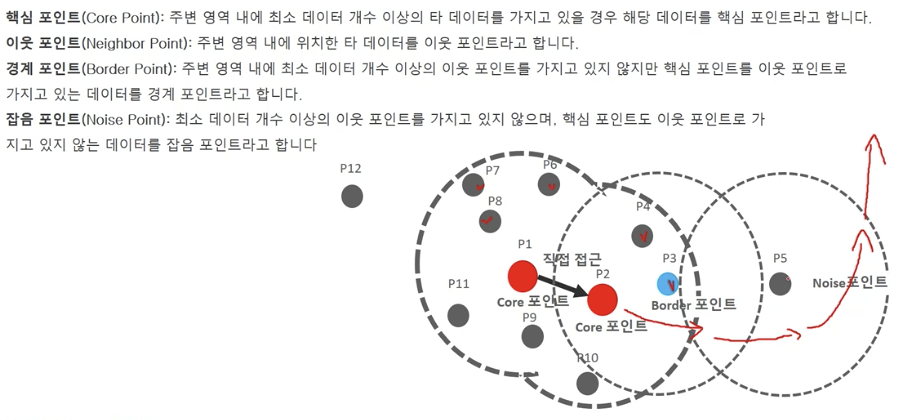 핵심 포인트(Core Point): 주변 영역 내에 최소 데이터 개수 이상의 타 데이터를 가지고 있을 경우 해당 데이터를 핵심 포인트라고 합니다.
이웃 포인트(Neighbor Point): 주변 영역 내에 위치한 타 데이터를 이웃 포인트라고 합니다.
경계 포인트(Border Point): 주변 영역 내에 최소 데이터 개수 이상의 이웃 포인트를 가지고 있지 않지만 핵심 포인트를 이웃 포인트로
가지고 있는 데이터를 경계 포인트라고 합니다.
잡음 포인트(Noise Point): 최소 데이터 개수 이상의 이웃 포인트를 가지고 있지 않으며, 핵심 포인트도 이웃 포인트로 가
지고 있지 않는 데이터를 잡음 포인트라고 합니다
P12
P7
P6
P8
P4
P1
직접 접근
P2
P3
P5
Noise포인트
P11
Core 포인트
Border 포인트
P9
Core 포인트
P10